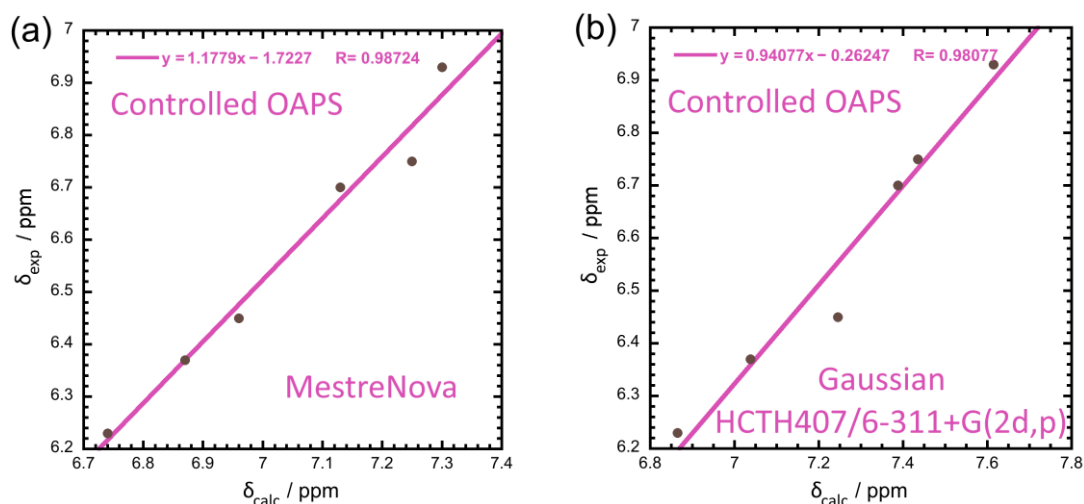 (a)
7
6.9
6.8
6.7
6.6
6.5
6.4
6.3
6.2
δexp / ppm
y = 1.1779x − 1.7227 R= 0.98724
Controlled OAPS
MestreNova
6.7 6.8 6.9 7 7.1 7.2 7.3 7.4
δcalc / ppm
(b)
7
6.9
6.8
6.7
6.6
6.5
6.4
6.3
6.2
δexp / ppm
y = 0.94077x − 0.26247 R= 0.98077
Controlled OAPS
Gaussian
HCTH407/6-311+G(2d,p)
6.8 7 7.2 7.4 7.6 7.8
δcalc / ppm